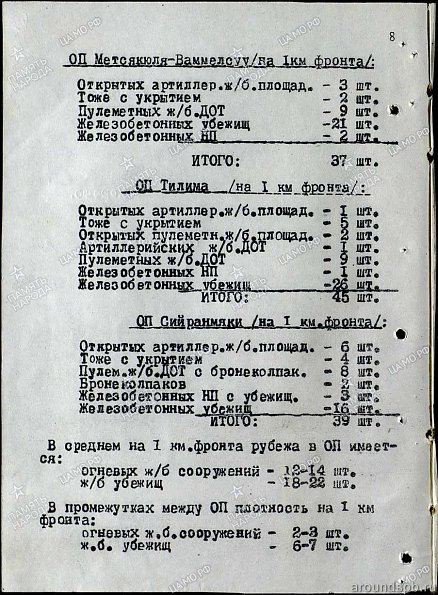 8
ОП Метсякюля-Ваммелсуу/на 1км фронта/:
Открытых артиллер.ж/б.площад. - 3 шт.
Тоже с укрытием - 2 шт.
Пулеметных ж/б.ДОТ - 9 шт.
Железобетонных убежищ -21 шт.
Железобетонных НП - 2 шт.
ИТОГО: 37 шт.
ОП Тилима /на I км фронта/:
Открытых артиллер.ж/б.площад. - I шт.
Тоже с укрытием - 5 шт.
Открытых пулеметн.ж/б.площад. - 2 шт.
Артиллерийских ж/б.ДОТ - I шт.
Пулеметных ж/б.ДОТ - 9 шт.
Железобетонных НП - I шт.
Железобетонных убежищ -26 шт.
ИТОГО: 45 шт.
ОП Сийранмяки /на I км.фронта/:
Открытых артиллер.ж/б.площад. - 6 шт.
Тоже с укрытием - 4 шт.
Пулем.ж/б.ДОТ с бронеколпак. - 8 шт.
Бронеколпаков - 2 шт.
Железобетонных НП с убежищ. - 3 шт.
Железобетонных убежищ -16 шт.
ИТОГО: 39 шт.
В среднем на 1 км.фронта рубежа в ОП имеет-
ся:
огневых ж/б сооружений - 12-14 шт.
ж/б убежищ - 18-22 шт.
В промежутках между ОП плотность на I км
фронта:
огневых ж.б.сооружений - 2-3 шт.
ж.б. убежищ - 6-7 шт.
ЦАМО.РФ
ПАМЯТЬ НАРОДА
aroundspb.ru